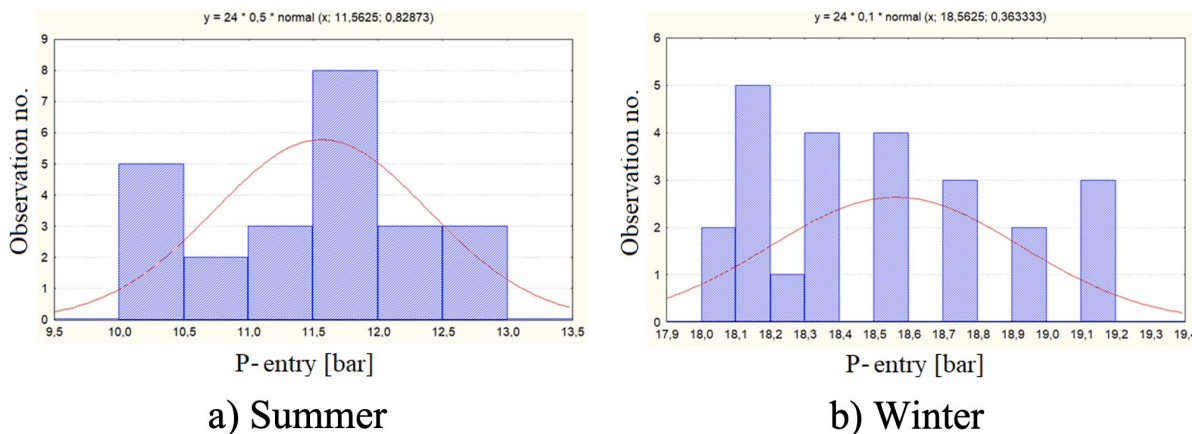 y = 24 * 0,5 * normal (x; 11,5625; 0,82873)
9
8
7
6
5
4
3
2
1
0
Observation no.
9,5 10,0 10,5 11,0 11,5 12,0 12,5 13,0 13,5
P- entry [bar]
a) Summer
y = 24 * 0,1 * normal (x; 18,5625; 0,363333)
6
5
4
3
2
1
0
Observation no.
17,9 18,0 18,1 18,2 18,3 18,4 18,5 18,6 18,7 18,8 18,9 19,0 19,1 19,2 19,3 19,4
P- entry [bar]
b) Winter